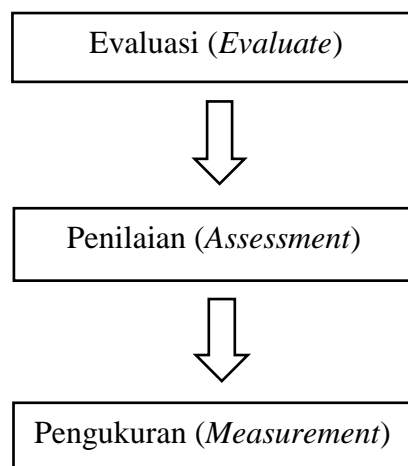 Evaluasi (Evaluate)
Penilaian (Assessment)
Pengukuran (Measurement)